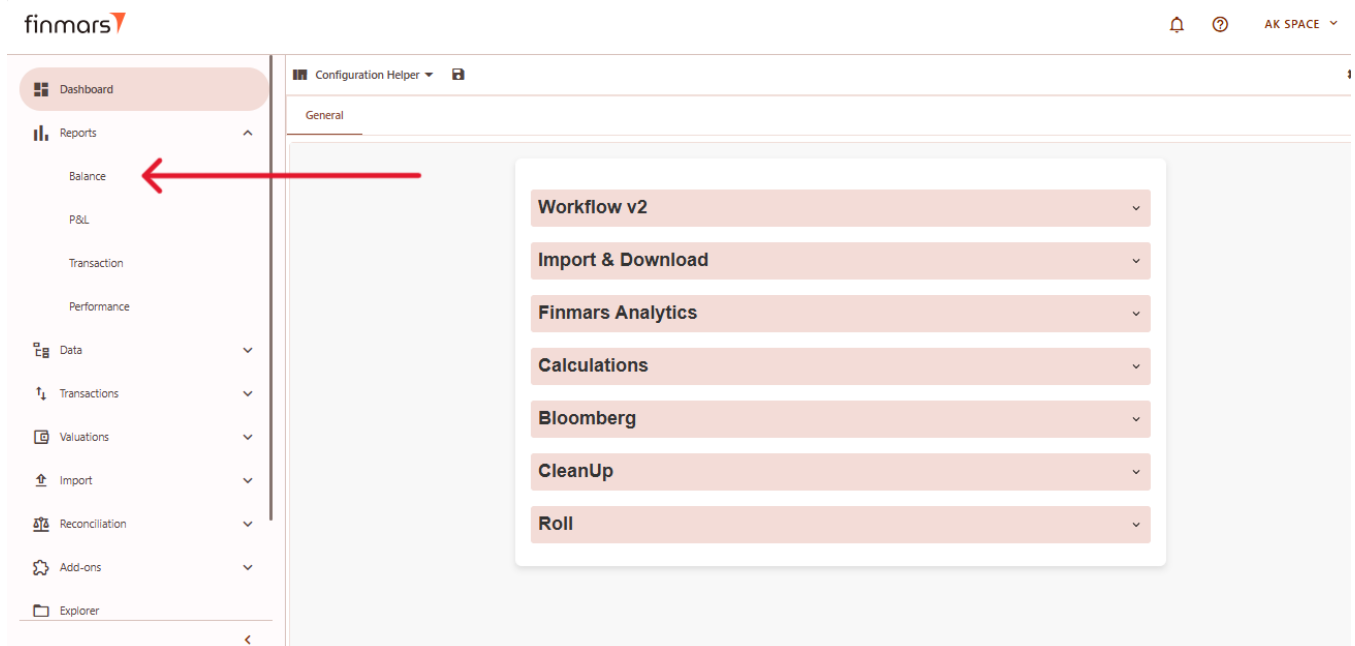 finmars
AK SPACE
Dashboard
Reports
Balance
P&L
Transaction
Performance
Data
Transactions
Valuations
Import
Reconciliation
Add-ons
Explorer
Configuration Helper
General
Workflow v2
Import & Download
Finmars Analytics
Calculations
Bloomberg
CleanUp
Roll